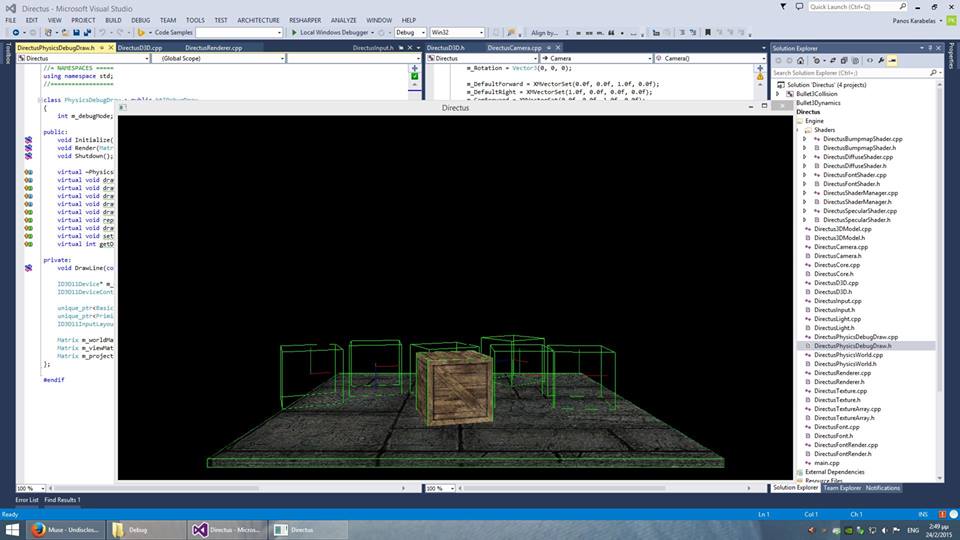 Directus - Microsoft Visual Studio
Quick Launch (Ctrl+Q)
FILE EDIT VIEW PROJECT BUILD DEBUG TEAM TOOLS TEST ARCHITECTURE RESHARPER ANALYZE WINDOW HELP
Panos Karabelas
PK
Code Samples
Local Windows Debugger
Debug
Win32
Align by...
Toolbox
Properties
DirectusPhysicsDebugDraw.h
DirectusD3D.cpp
DirectusRenderer.cpp
DirectusInput.h
Directus
(Global Scope)
//= NAMESPACES =====
using namespace std;
//==================
class PhysicsDebugDraw : public btIDebugDraw
{
int m_debugMode;
public:
void Initialize(
void Render(Matr
void Shutdown();
virtual ~Physics
virtual void dra
virtual void dra
virtual void dra
virtual void dra
virtual void rep
virtual void dra
virtual void set
virtual int getD
private:
void DrawLine(co
ID3D11Device* m_
ID3D11DeviceCont
unique_ptr<Basic
unique_ptr<Primi
ID3D11InputLayou
Matrix m_worldMa
Matrix m_viewMat
Matrix m_project
};
#endif
DirectusD3D.h
DirectusCamera.cpp
Directus
Camera
Camera()
m_Rotation = Vector3(0, 0, 0);
m_DefaultForward = XMVectorSet(0.0f, 0.0f, 1.0f, 0.0f);
m_DefaultRight = XMVectorSet(1.0f, 0.0f, 0.0f, 0.0f);
Directus
Solution Explorer
Search Solution Explorer (Ctrl+;)
Solution 'Directus' (4 projects)
Bullet3Collision
Bullet3Dynamics
Directus
Engine
Shaders
DirectusBumpmapShader.cpp
DirectusBumpmapShader.h
DirectusDiffuseShader.cpp
DirectusDiffuseShader.h
DirectusFontShader.cpp
DirectusFontShader.h
DirectusShaderManager.cpp
DirectusShaderManager.h
DirectusSpecularShader.cpp
DirectusSpecularShader.h
Directus3DModel.cpp
Directus3DModel.h
DirectusCamera.cpp
DirectusCamera.h
DirectusCore.cpp
DirectusCore.h
DirectusD3D.cpp
DirectusD3D.h
DirectusInput.cpp
DirectusInput.h
DirectusLight.cpp
DirectusLight.h
DirectusPhysicsDebugDraw.cpp
DirectusPhysicsDebugDraw.h
DirectusPhysicsWorld.cpp
DirectusPhysicsWorld.h
DirectusRenderer.cpp
DirectusRenderer.h
DirectusTexture.cpp
DirectusTexture.h
DirectusTextureArray.cpp
DirectusTextureArray.h
DirectusFont.cpp
DirectusFont.h
DirectusFontRender.cpp
DirectusFontRender.h
main.cpp
External Dependencies
Resource Files
Solution Explorer Team Explorer Notifications
100 %
100 %
Error List Find Results 1
Ready
Ln 1
Col 1
Ch 1
INS
Muse - Undisclos...
Debug
Directus - Microsof...
Directus
ENG
2:49 μμ
24/2/2015